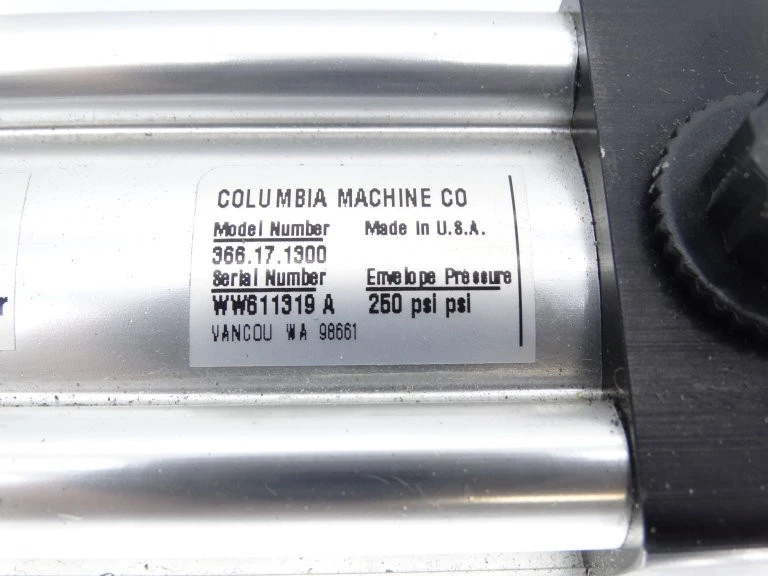 COLUMBIA MACHINE CO
Model Number Made in U.S.A.
366.17.1300
Serial Number Envelope Pressure
WW611319 A 250 psi psi
VANCOU WA 98661
r